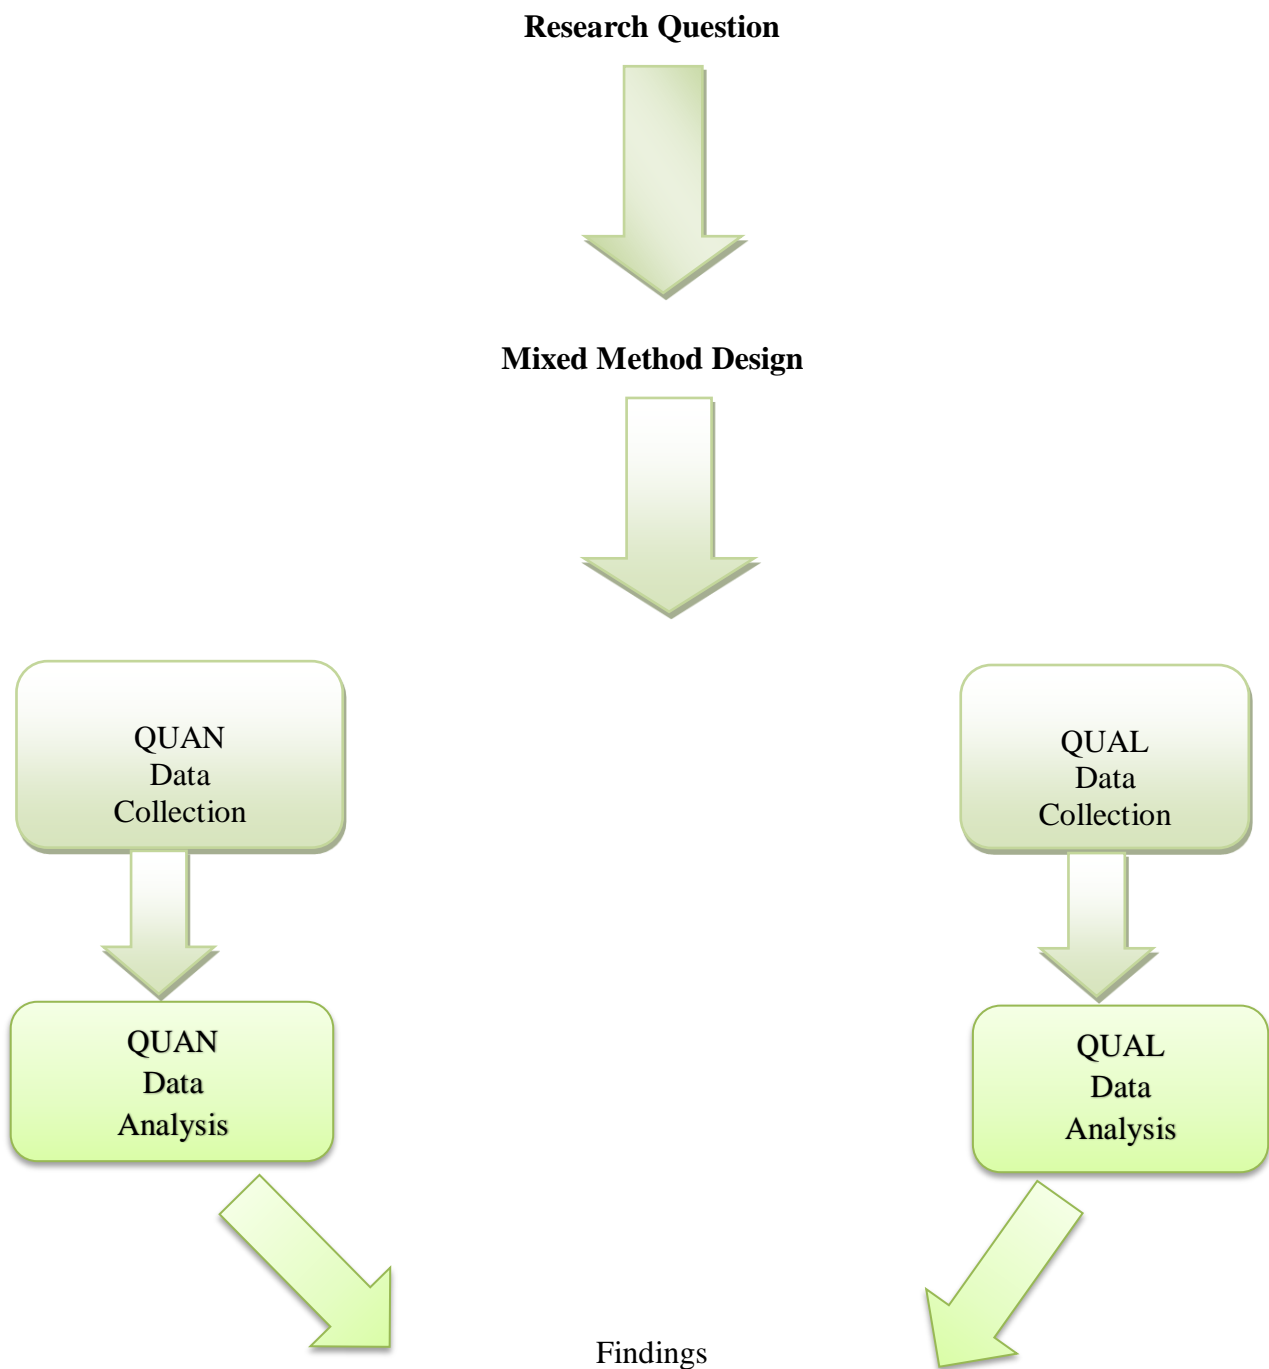 Research Question
Mixed Method Design
QUAN
Data
Collection
QUAL
Data
Collection
QUAN
Data
Analysis
QUAL
Data
Analysis
Findings